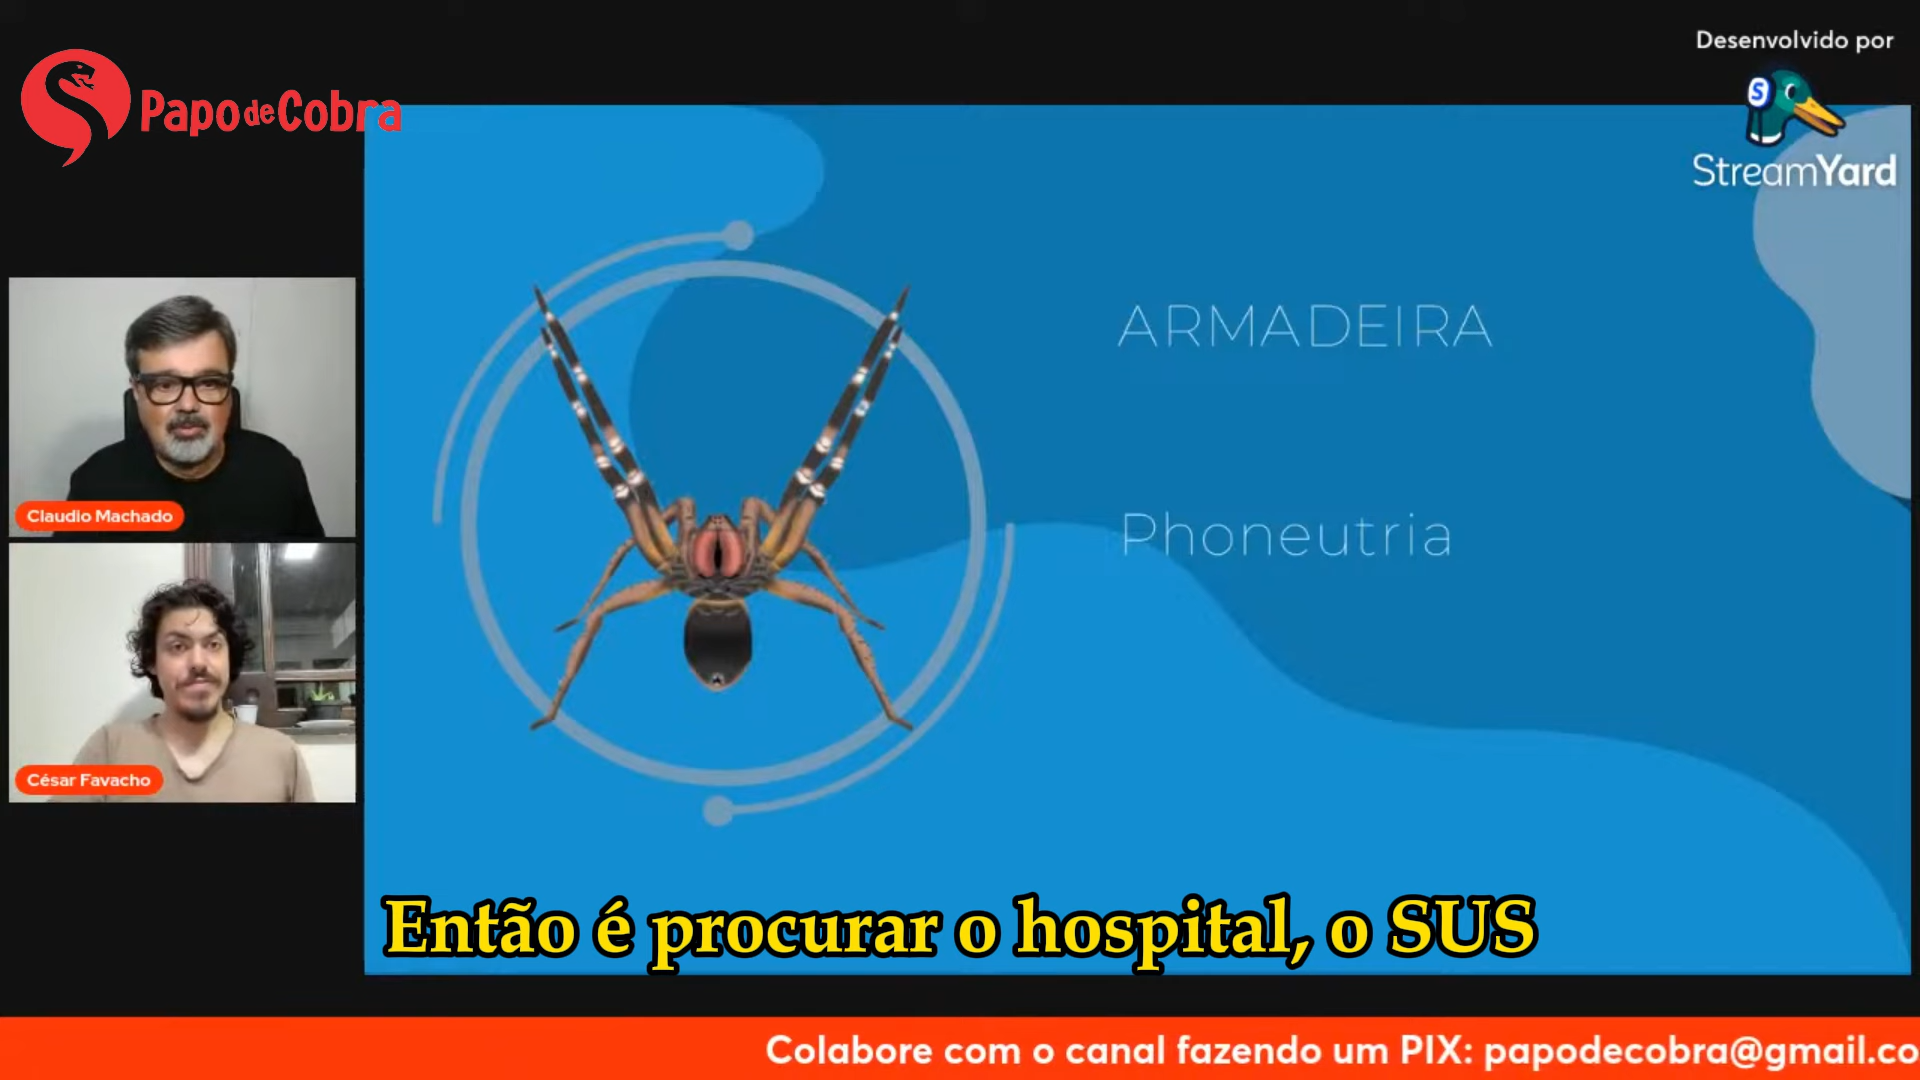 Desenvolvido por
Papo de Cobra
StreamYard
ARMADEIRA
Phoneutria
Claudio Machado
César Favacho
Então é procurar o hospital, o SUS
Colabore com o canal fazendo um PIX: papodecobra@gmail.co